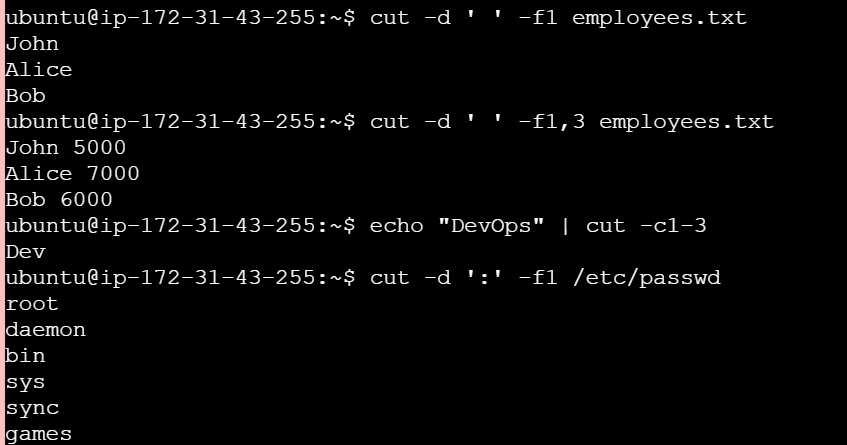 ubuntu@ip-172-31-43-255:~$ cut -d ' ' -f1 employees.txt
John
Alice
Bob
ubuntu@ip-172-31-43-255:~$ cut -d ' ' -f1,3 employees.txt
John 5000
Alice 7000
Bob 6000
ubuntu@ip-172-31-43-255:~$ echo "DevOps" | cut -c1-3
Dev
ubuntu@ip-172-31-43-255:~$ cut -d ':' -f1 /etc/passwd
root
daemon
bin
sys
sync
games